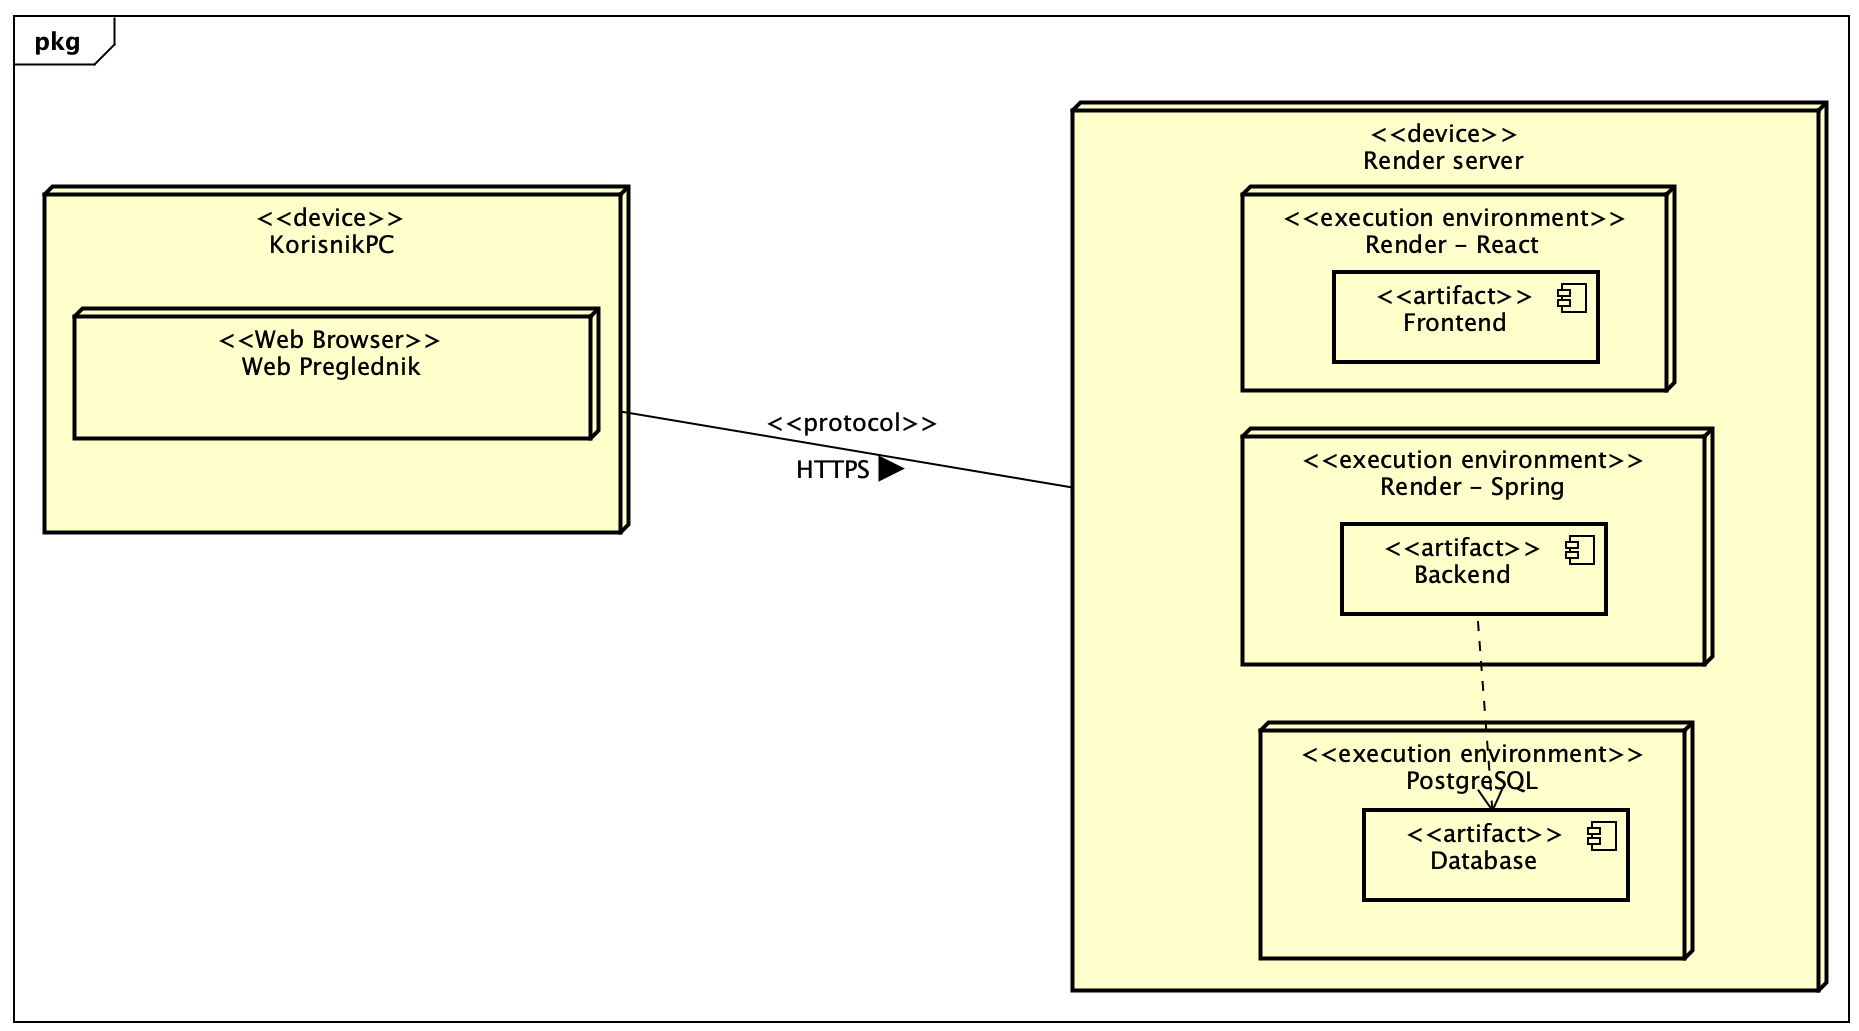 pkg
<<device>>
KorisnikPC
<<Web Browser>>
Web Preglednik
<<protocol>>
HTTPS
<<device>>
Render server
<<execution environment>>
Render - React
<<artifact>>
Frontend
<<execution environment>>
Render - Spring
<<artifact>>
Backend
<<execution environment>>
PostgreSQL
<<artifact>>
Database